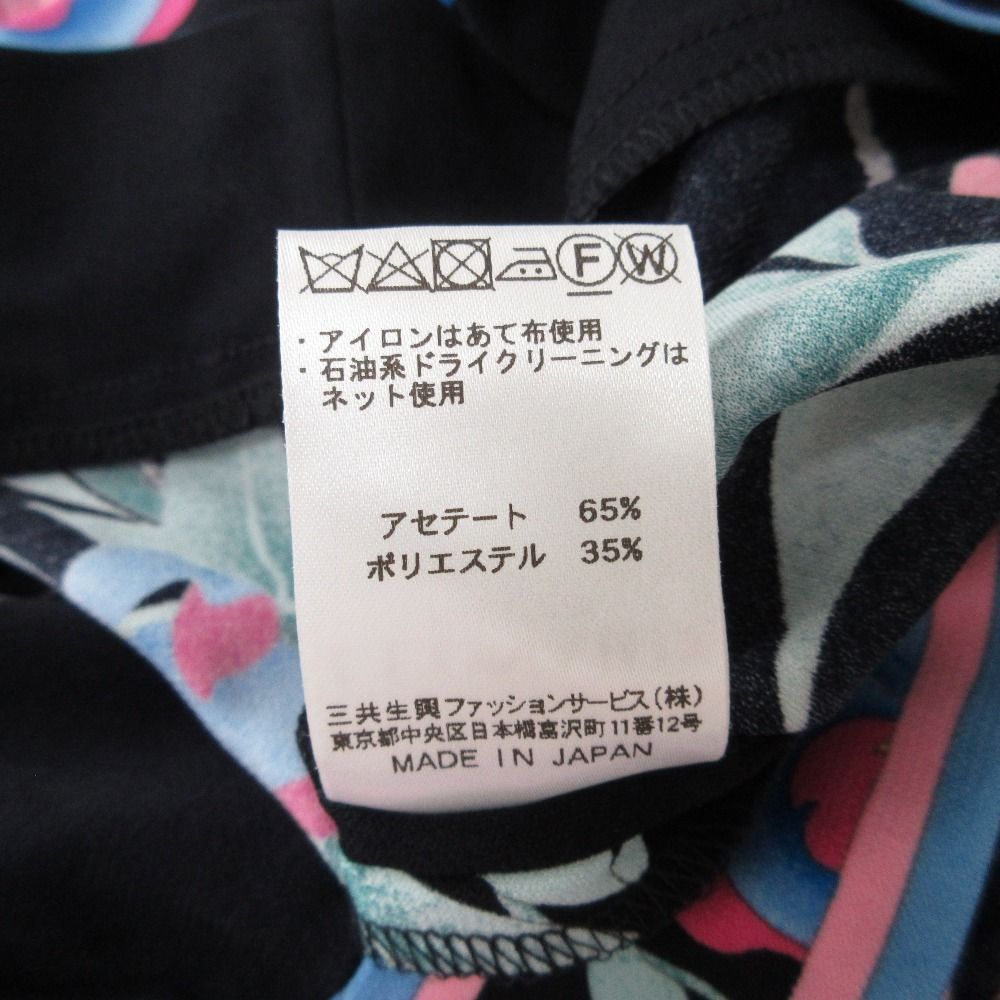 F W
・アイロンはあて布使用
・石油系ドライクリーニングは
ネット使用
アセテート 65%
ポリエステル 35%
三共生興ファッションサービス(株)
東京都中央区日本橋富沢町11番12号
MADE IN JAPAN